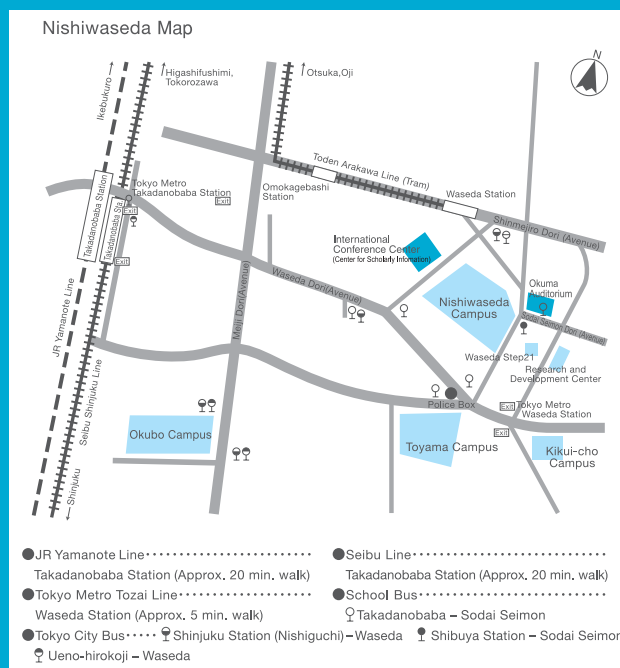 Nishiwaseda Map
N
Ikebukuro
Higashifushimi,
Tokorozawa
Otsuka,Oji
Toden Arakawa Line (Tram)
Waseda Station
Shinmejiro Dori (Avenue)
Takadanobaba Station
Takadanobaba Sta
Tokyo Metro
Takadanobaba Station
Exit
Exit
Exit
Omokagebashi
Station
International
Conference Center
(Center for Scholarly Infomation)
Okuma
Auditorium
Nishiwaseda
Campus
Waseda Dori(Avenue)
Meiji Dori(Avenue)
Sodai Seimon Dori (Avenue)
JR Yamanote Line
Seibu Shinjuku Line
Waseda Step21
Research and
Development Center
Police Box
Exit
Tokyo Metro
Waseda Station
Exit
Okubo Campus
Toyama Campus
Kikui-cho
Campus
Shinjuku
JR Yamanote Line
Takadanobaba Station (Approx. 20 min. walk)
Tokyo Metro Tozai Line
Waseda Station (Approx. 5 min. walk)
Tokyo City Bus Shinjuku Station (Nishiguchi) – Waseda Shibuya Station – Sodai Seimon
Ueno-hirokoji – Waseda
Seibu Line
Takadanobaba Station (Approx. 20 min. walk)
School Bus
Takadanobaba – Sodai Seimon